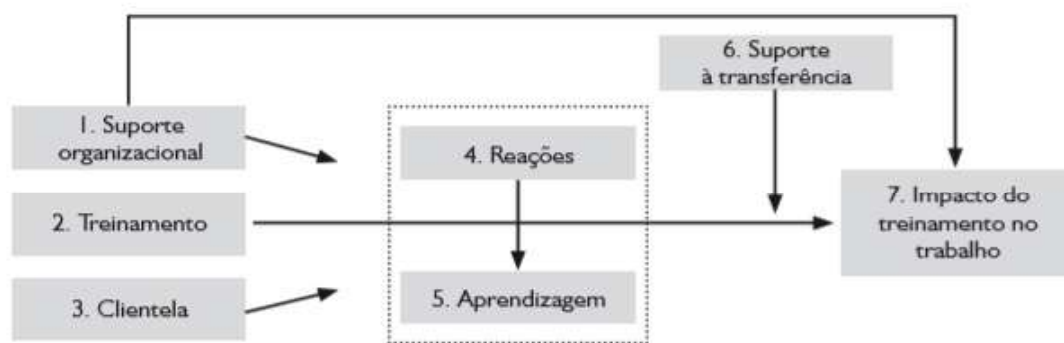 6. Suporte
à transferência
1. Suporte
organizacional
4. Reações
2. Treinamento
7. Impacto do
treinamento no
trabalho
3. Clientela
5. Aprendizagem